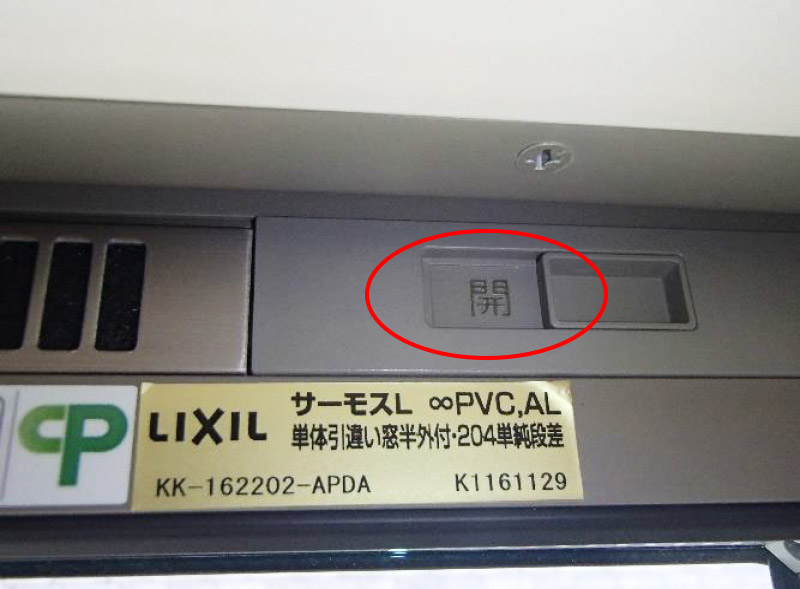 開
CP
LIXIL
サーモスL ∞PVC,AL
単体引違い窓半外付・204単純段差
KK-162202-APDA K1161129